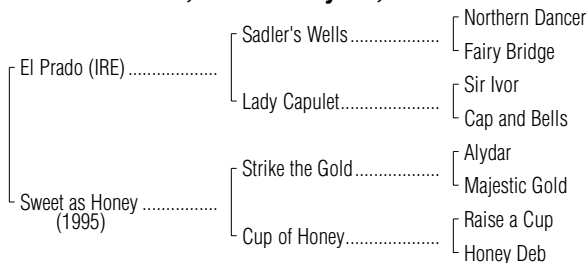 Northern Dancer
Sadler's Wells....................
Fairy Bridge
El Prado (IRE) ..................
Sir Ivor
Lady Capulet......................
Cap and Bells
Alydar
Strike the Gold...................
Majestic Gold
Sweet as Honey ...............
(1995)
Raise a Cup
Cup of Honey.....................
Honey Deb